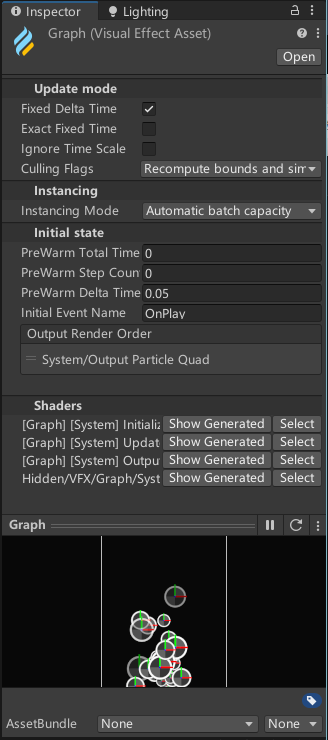 Inspector Lighting
Graph (Visual Effect Asset)
Open
Update mode
Fixed Delta Time
Exact Fixed Time
Ignore Time Scale
Culling Flags Recompute bounds and sim
Instancing
Instancing Mode Automatic batch capacity
Initial state
PreWarm Total Time 0
PreWarm Step Coun 0
PreWarm Delta Time 0.05
Initial Event Name OnPlay
Output Render Order
System/Output Particle Quad
Shaders
[Graph] [System] Initializ Show Generated Select
[Graph] [System] Updat Show Generated Select
[Graph] [System] Outpu Show Generated Select
Hidden/VFX/Graph/Syst Show Generated Select
Graph
AssetBundle None None